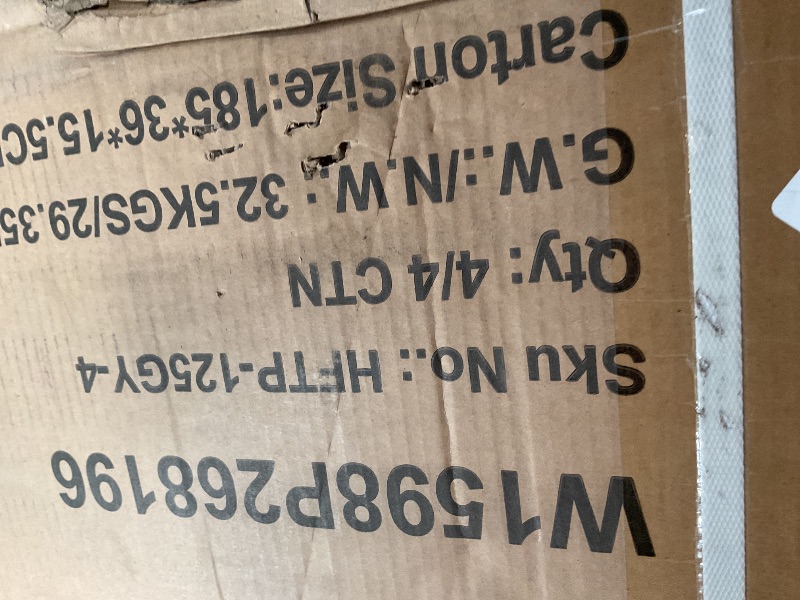 W1598P268196
Sku No.: HFTP-125GY-4
Qty: 4/4 CTN
G.W.:/N.W.: 32.5KGS/29.35
Carton Size:185*36*15.5C